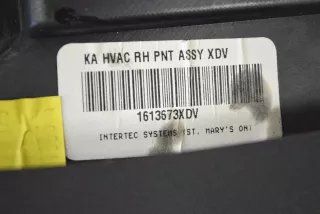 KA HVAC RH PNT ASSY XDV
1613673XDV
INTERTEC SYSTEMS (ST. MARY'S ON)